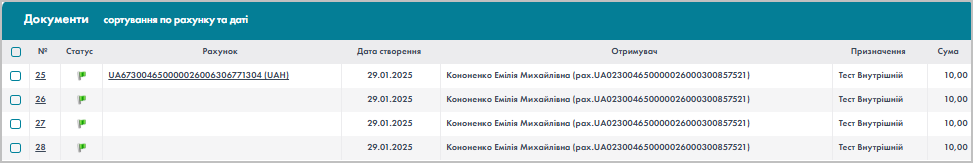 Документи сортування по рахунку та даті
№ Статус Рахунок Дата створення Отримувач Призначення Сума
25 UA673004650000026006306771304 (UAH) 29.01.2025 Кононенко Емілія Михайлівна (рах.UA023004650000026000300857521) Тест Внутрішній 10,00
26 29.01.2025 Кононенко Емілія Михайлівна (рах.UA023004650000026000300857521) Тест Внутрішній 10,00
27 29.01.2025 Кононенко Емілія Михайлівна (рах.UA023004650000026000300857521) Тест Внутрішній 10,00
28 29.01.2025 Кононенко Емілія Михайлівна (рах.UA023004650000026000300857521) Тест Внутрішній 10,00